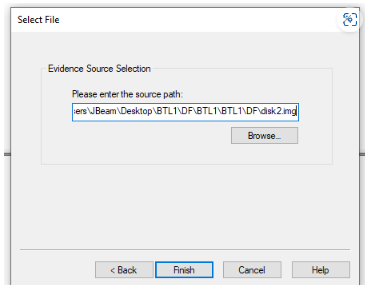 Select File
Evidence Source Selection
Please enter the source path:
ers\JBeam\Desktop\BTL1\DF\BTL1\BTL1\DF\disk2.img
Browse...
< Back Finish Cancel Help